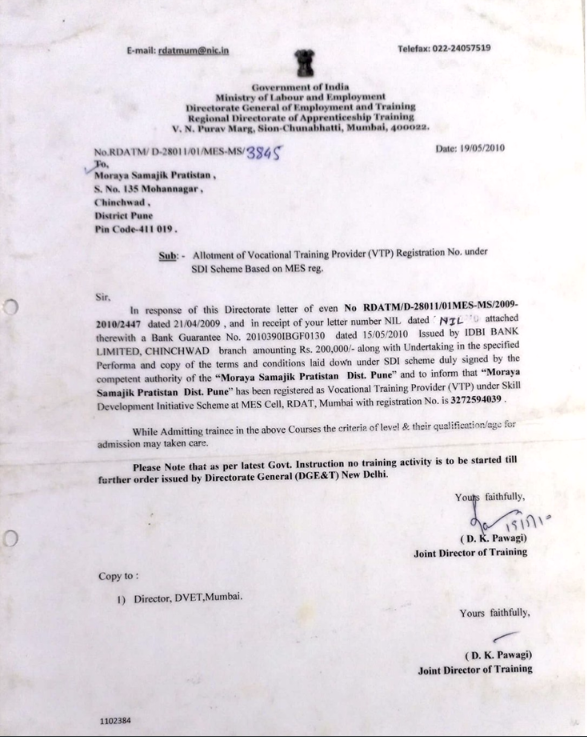 E-mail: rdatmum@nic.in Telefax: 022-24057519
Government of India
Ministry of Labour and Employment
Directorate General of Employment and Training
Regional Directorate of Apprenticeship Training
V. N. Purav Marg, Sion-Chunabhatti, Mumbai, 400022.
No.RDATM/ D-28011/01/MES-MS/3845 Date: 19/05/2010
To,
Moraya Samajik Pratistan ,
S. No. 135 Mohannagar ,
Chinchwad ,
District Pune
Pin Code-411 019 .
Sub: - Allotment of Vocational Training Provider (VTP) Registration No. under
SDI Scheme Based on MES reg.
Sir,
In response of this Directorate letter of even No RDATM/D-28011/01MES-MS/2009-
2010/2447 dated 21/04/2009 , and in receipt of your letter number NIL dated NIL attached
therewith a Bank Guarantee No. 2010390IBGF0130 dated 15/05/2010 Issued by IDBI BANK
LIMITED, CHINCHWAD branch amounting Rs. 200,000/- along with Undertaking in the specified
Performa and copy of the terms and conditions laid down under SDI scheme duly signed by the
competent authority of the “Moraya Samajik Pratistan Dist. Pune” and to inform that “Moraya
Samajik Pratistan Dist. Pune” has been registered as Vocational Training Provider (VTP) under Skill
Development Initiative Scheme at MES Cell, RDAT, Mumbai with registration No. is 3272594039 .
While Admitting trainee in the above Courses the criteria of level & their qualification/age for
admission may taken care.
Please Note that as per latest Govt. Instruction no training activity is to be started till
further order issued by Directorate General (DGE&T) New Delhi.
Yours faithfully,
( D. K. Pawagi)
Joint Director of Training
Copy to :
1) Director, DVET,Mumbai.
Yours faithfully,
( D. K. Pawagi)
Joint Director of Training
1102384